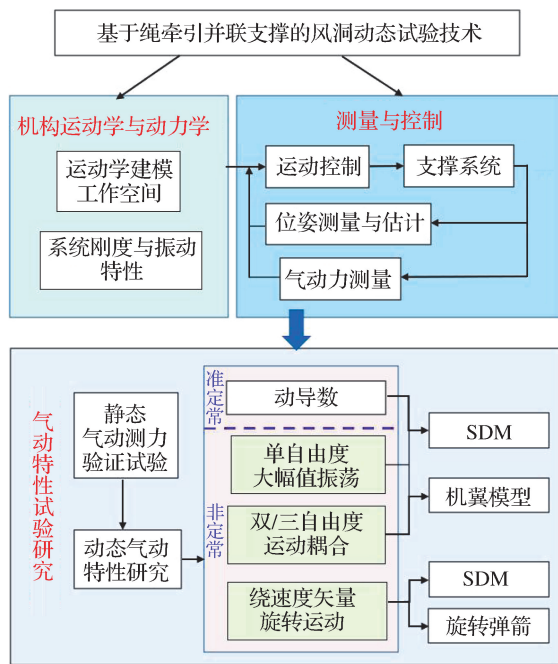 基于绳牵引并联支撑的风洞动态试验技术
机构运动学与动力学
运动学建模
工作空间
系统刚度与振动
特性
测量与控制
运动控制
支撑系统
位姿测量与估计
气动力测量
气动特性试验研究
静态
气动测力
验证试验
动态气动
特性研究
准定常
动导数
非定常
单自由度
大幅值振荡
双/三自由度
运动耦合
绕速度矢量
旋转运动
SDM
机翼模型
SDM
旋转弹箭